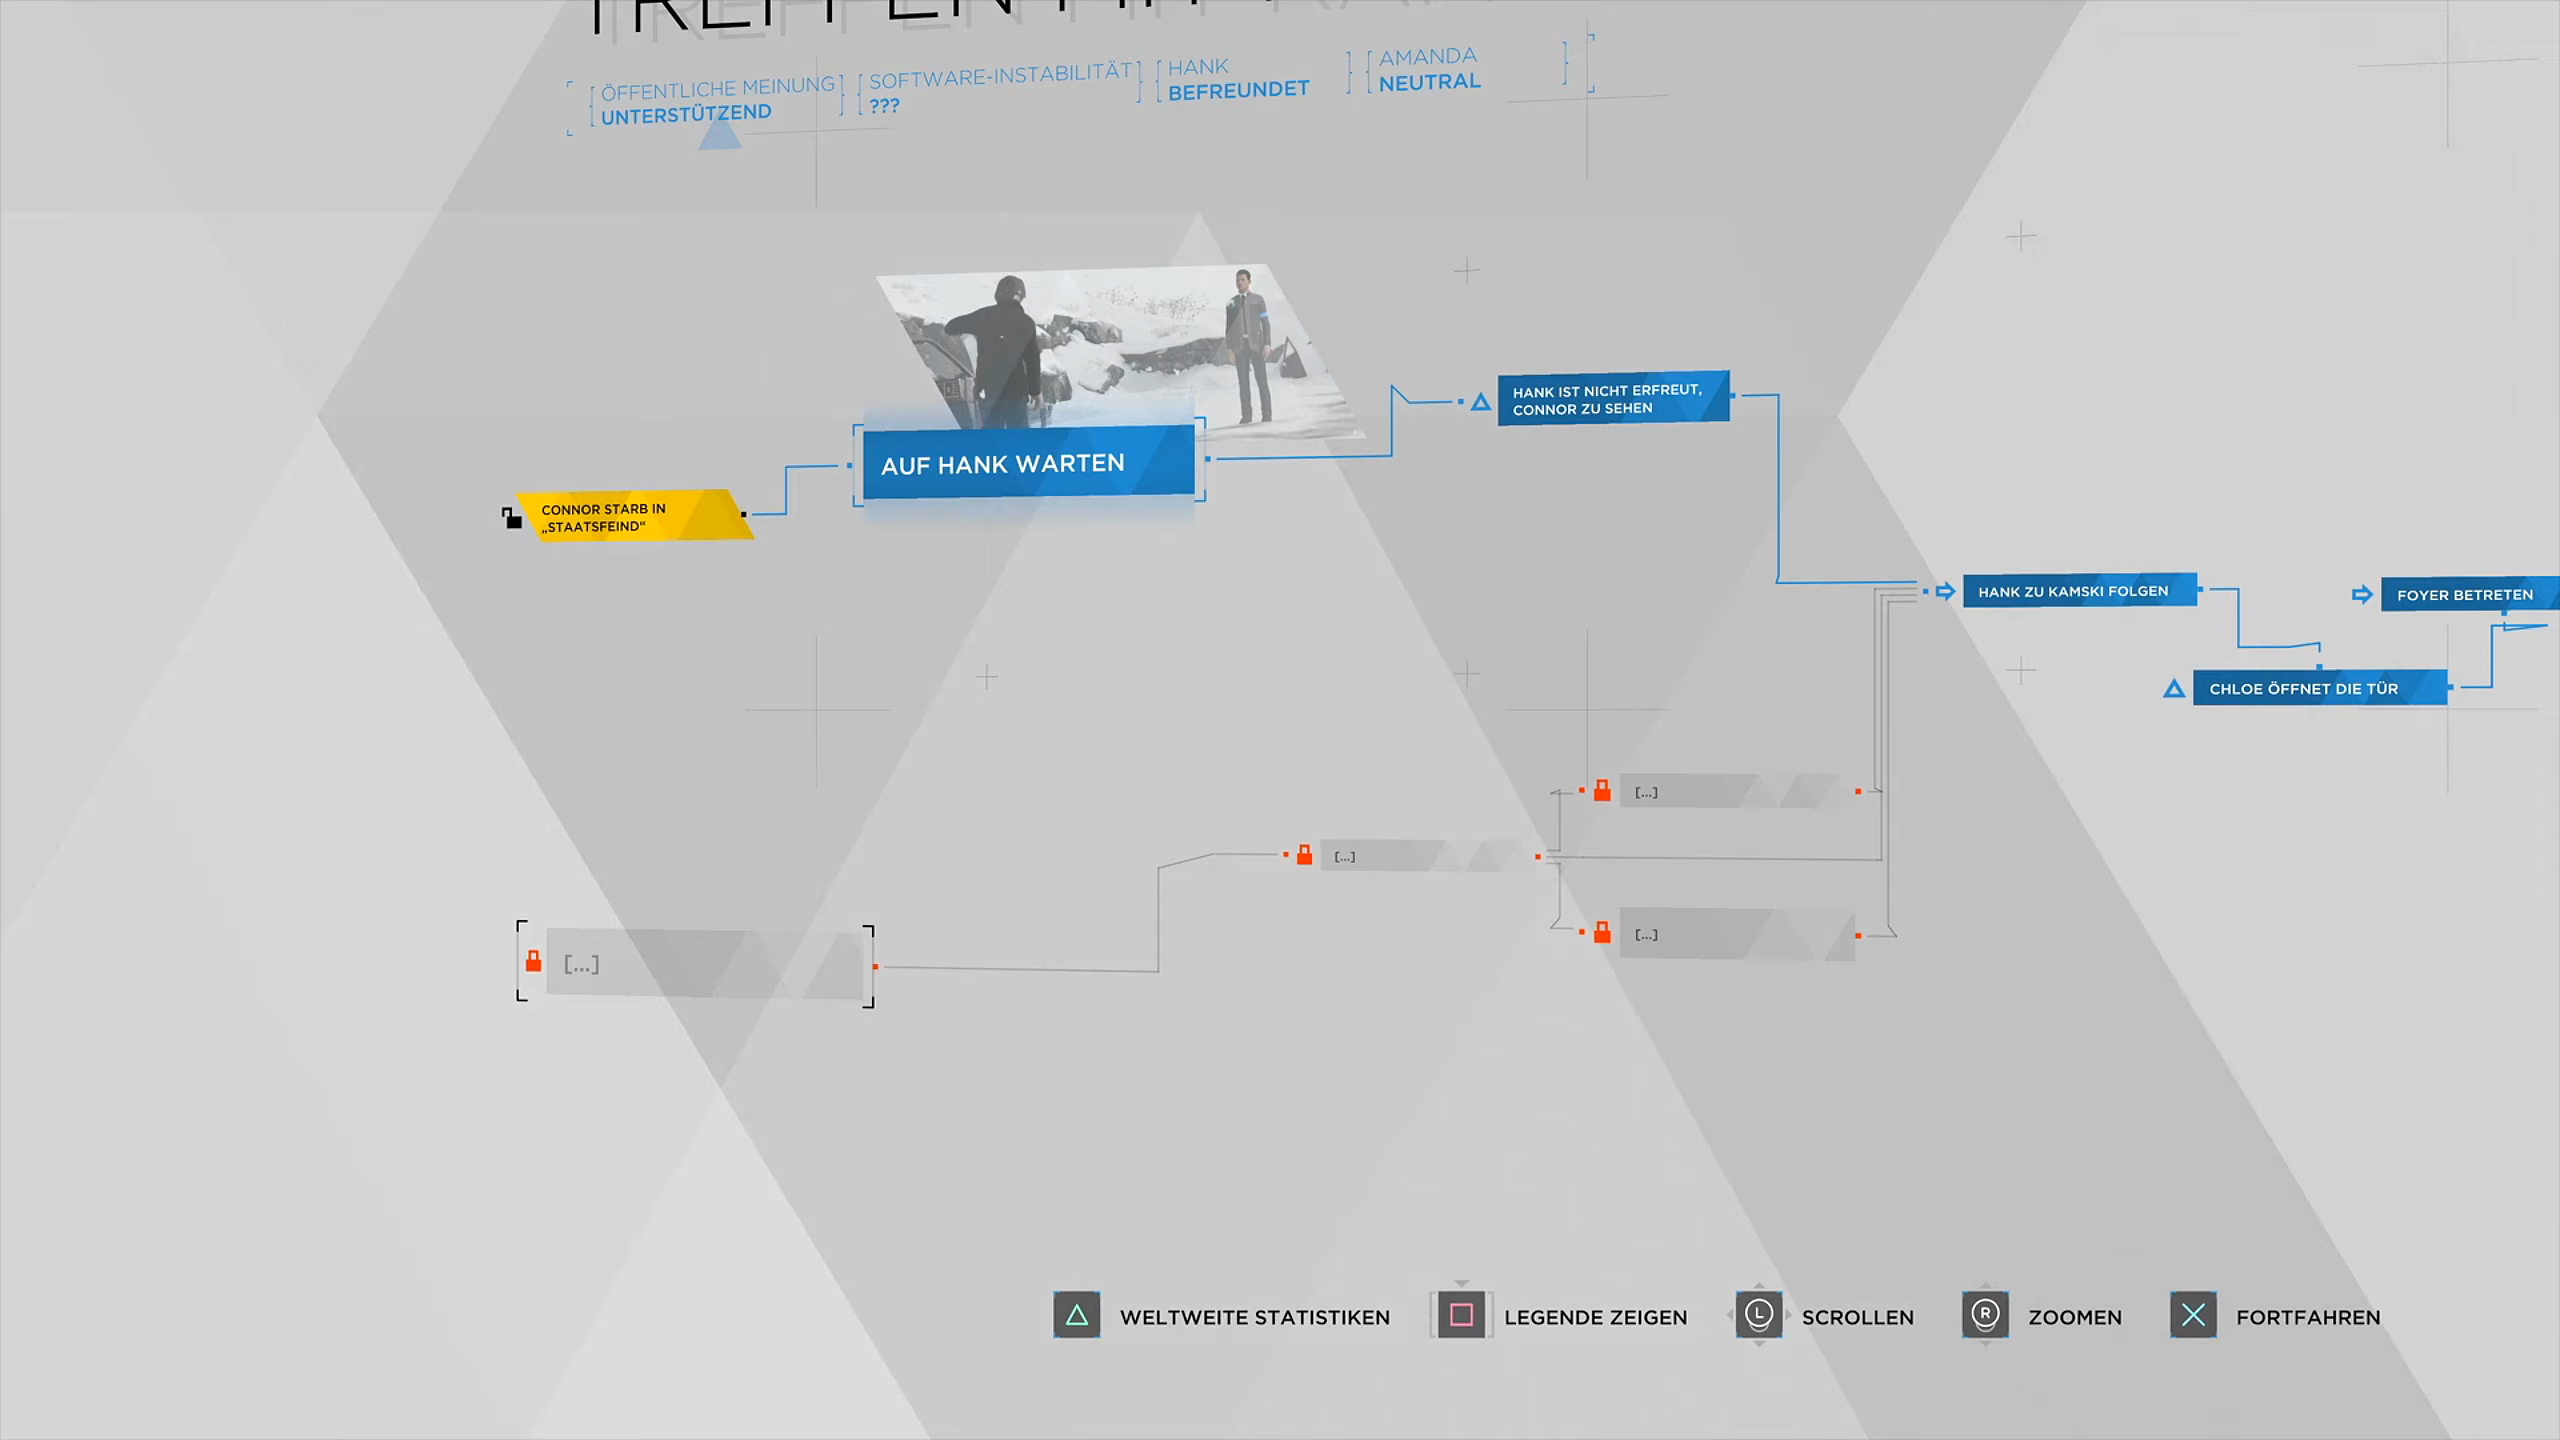 TREFFEN MIT
ÖFFENTLICHE MEINUNG
UNTERSTÜTZEND
SOFTWARE-INSTABILITÄT
???
HANK
BEFREUNDET
AMANDA
NEUTRAL
HANK IST NICHT ERFREUT,
CONNOR ZU SEHEN
AUF HANK WARTEN
CONNOR STARB IN
„STAATSFEIND“
HANK ZU KAMSKI FOLGEN
FOYER BETRETEN
CHLOE ÖFFNET DIE TÜR
[...]
[...]
[...]
[...]
WELTWEITE STATISTIKEN
LEGENDE ZEIGEN
L
SCROLLEN
R
ZOOMEN
FORTFAHREN